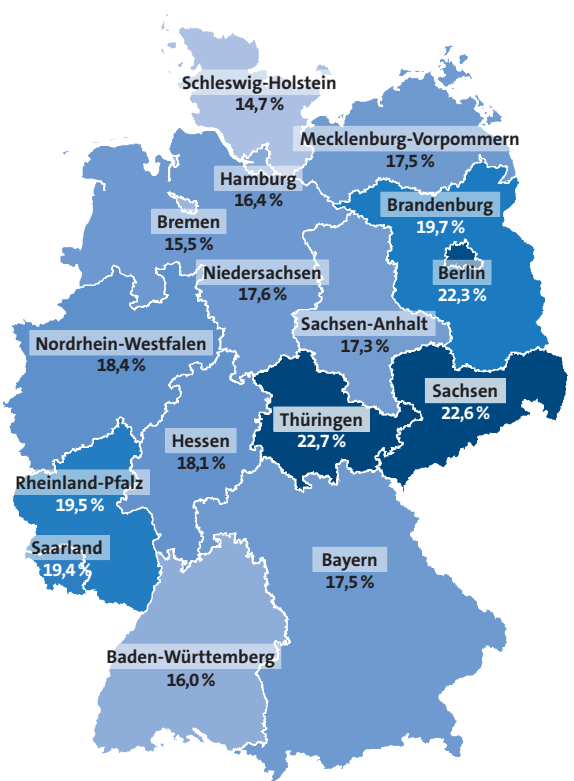 Schleswig-Holstein
14,7 %
Mecklenburg-Vorpommern
17,5 %
Hamburg
16,4 %
Brandenburg
19,7 %
Bremen
15,5 %
Berlin
22,3 %
Niedersachsen
17,6 %
Sachsen-Anhalt
17,3 %
Nordrhein-Westfalen
18,4 %
Sachsen
22,6 %
Thüringen
22,7 %
Hessen
18,1 %
Rheinland-Pfalz
19,5 %
Saarland
19,4 %
Bayern
17,5 %
Baden-Württemberg
16,0 %